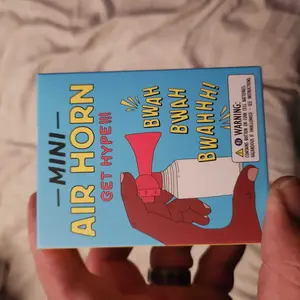 MINI
AIR HORN
GET HYPE!!!
BWAH
BWAH
BWAHHH!
WARNING: